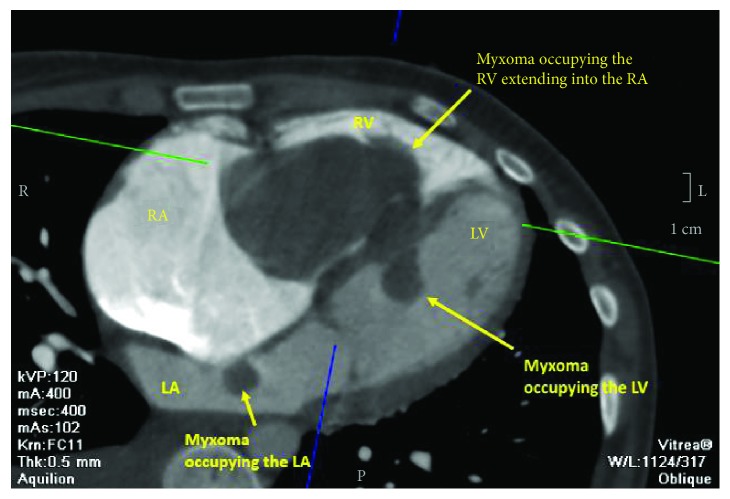 Myxoma occupying the
RV extending into the RA
RV
R
RA
L
LV
1 cm
Myxoma
occupying the LV
LA
Myxoma
occupying the LA
kVP:120
mA:400
msec:400
mAs:102
Krn:FC11
Thk:0.5 mm
Aquilion
P
Vitrea®
W/L:1124/317
Oblique